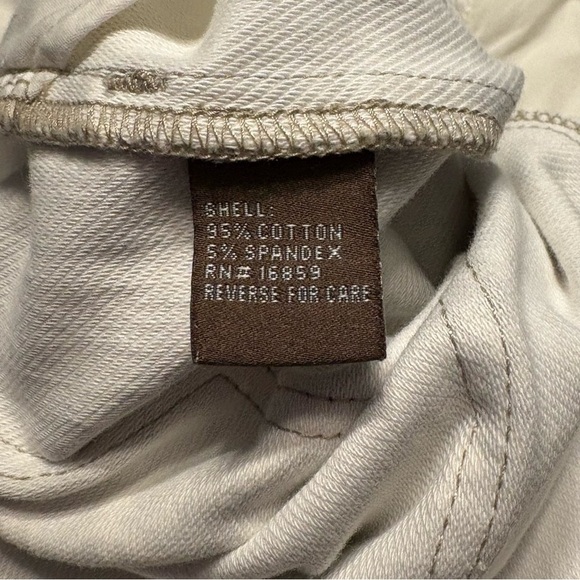 SHELL:
95% COTTON
5% SPANDEX
RN# 16859
REVERSE FOR CARE